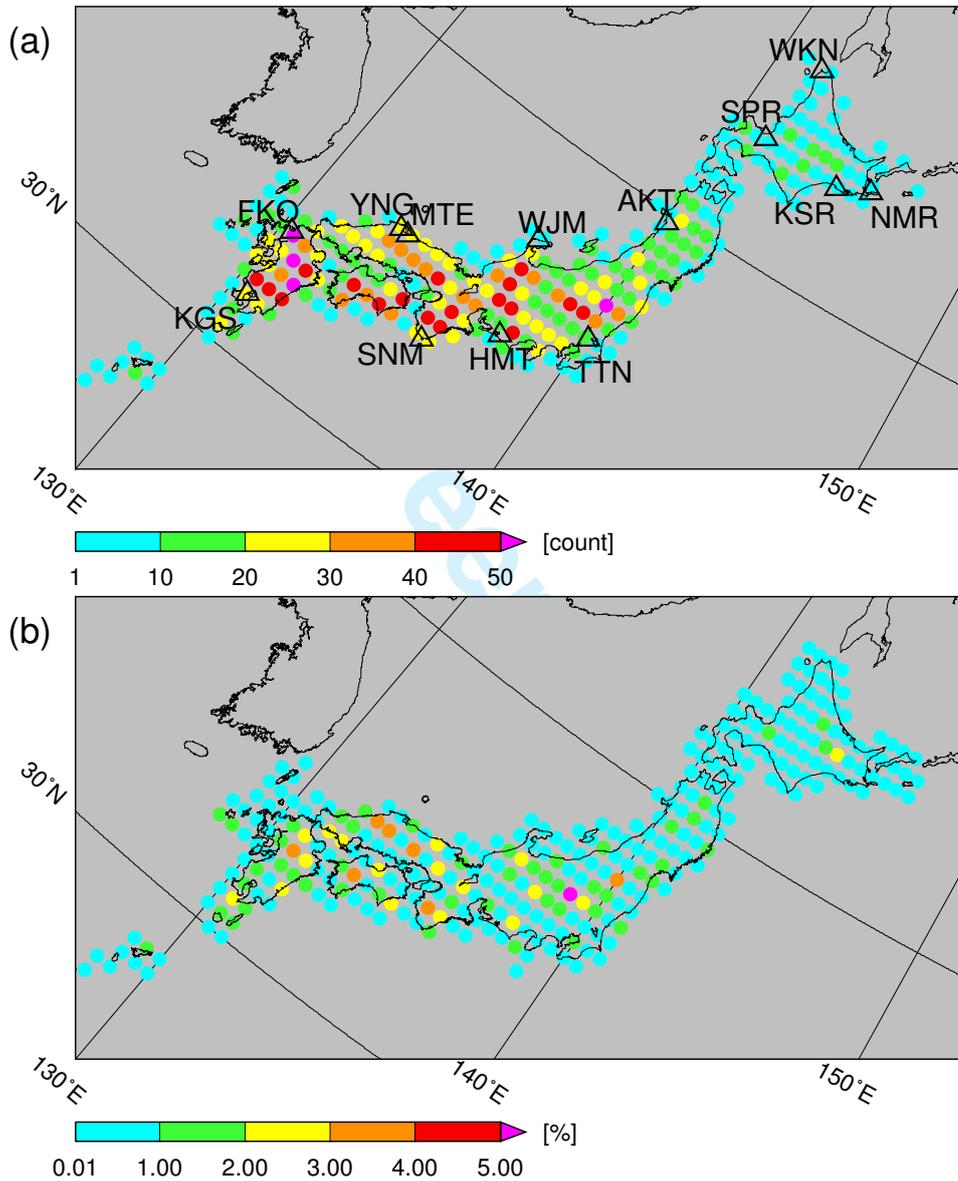 (a)
WKN
SPR
KSR
NMR
AKT
FKO
YNG
MTE
WJM
KGS
SNM
HMT
TTN
30°N
130°E
140°E
150°E
[count]
1 10 20 30 40 50
(b)
30°N
130°E
140°E
150°E
[%]
0.01 1.00 2.00 3.00 4.00 5.00